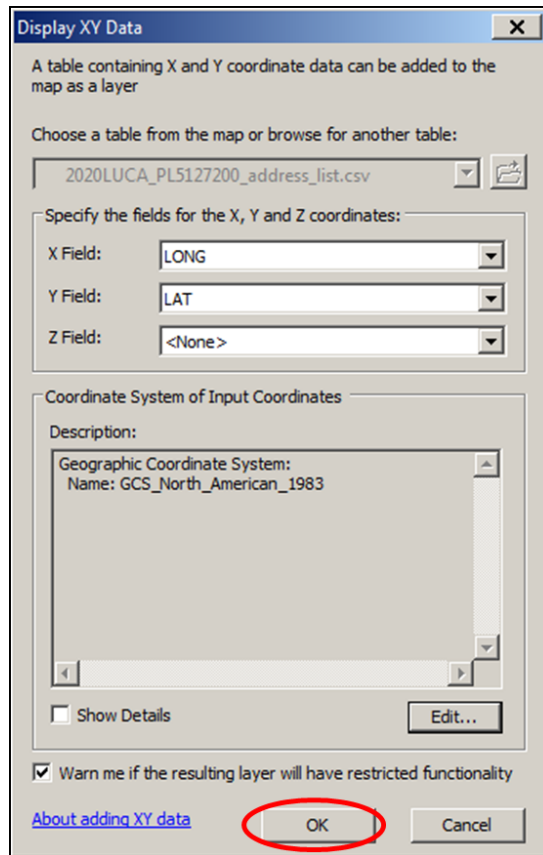 Display XY Data
A table containing X and Y coordinate data can be added to the
map as a layer
Choose a table from the map or browse for another table:
2020LUCA_PL5127200_address_list.csv
Specify the fields for the X, Y and Z coordinates:
X Field: LONG
Y Field: LAT
Z Field: <None>
Coordinate System of Input Coordinates
Description:
Geographic Coordinate System:
Name: GCS_North_American_1983
Show Details Edit...
Warn me if the resulting layer will have restricted functionality
About adding XY data OK Cancel